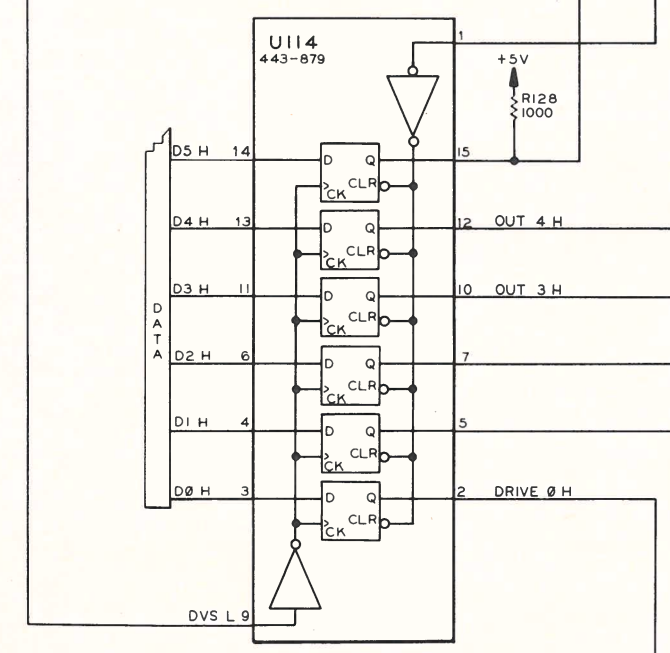 U114
443-879
1
+5V
R128
1000
D5 H 14
D Q
15
CK CLR
D4 H 13
D Q
12 OUT 4 H
CK CLR
D3 H 11
D Q
10 OUT 3 H
CK CLR
DATA
D2 H 6
D Q
7
CK CLR
D1 H 4
D Q
5
CK CLR
DØ H 3
D Q
2 DRIVE Ø H
CK CLR
DVS L 9